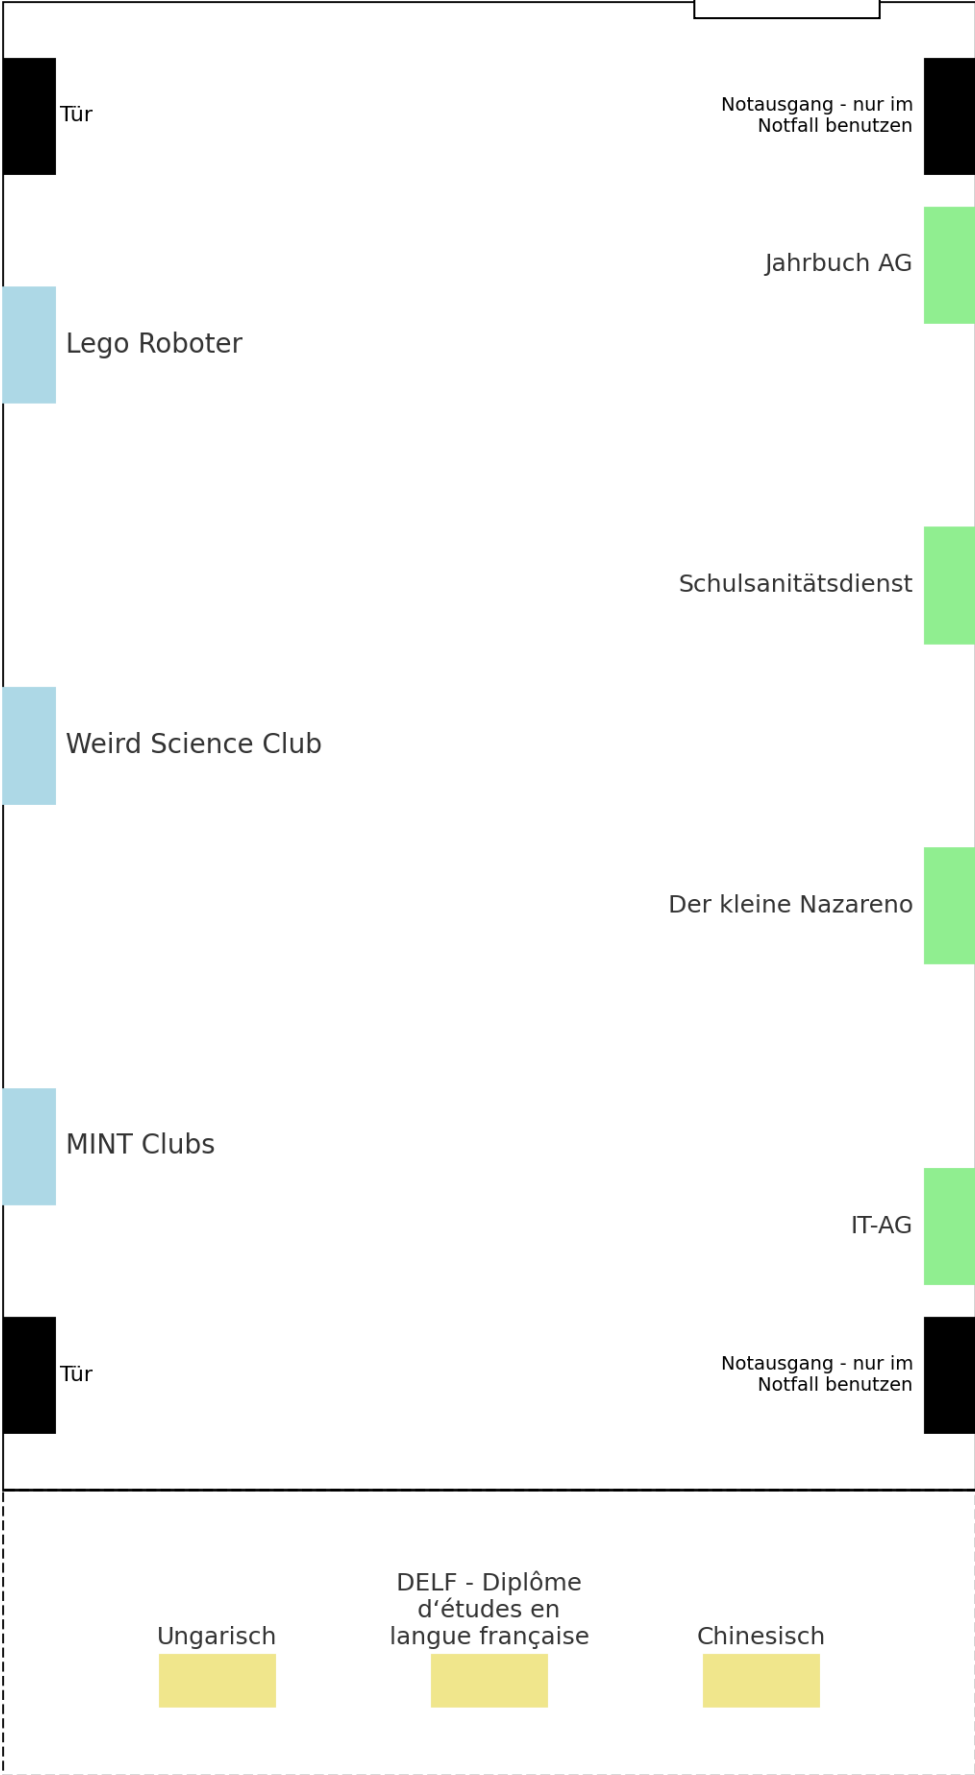 Tür
Notausgang - nur im
Notfall benutzen
Jahrbuch AG
Lego Roboter
Schulsanitätsdienst
Weird Science Club
Der kleine Nazareno
MINT Clubs
IT-AG
Tür
Notausgang - nur im
Notfall benutzen
Ungarisch
DELF - Diplôme
d‘études en
langue française
Chinesisch